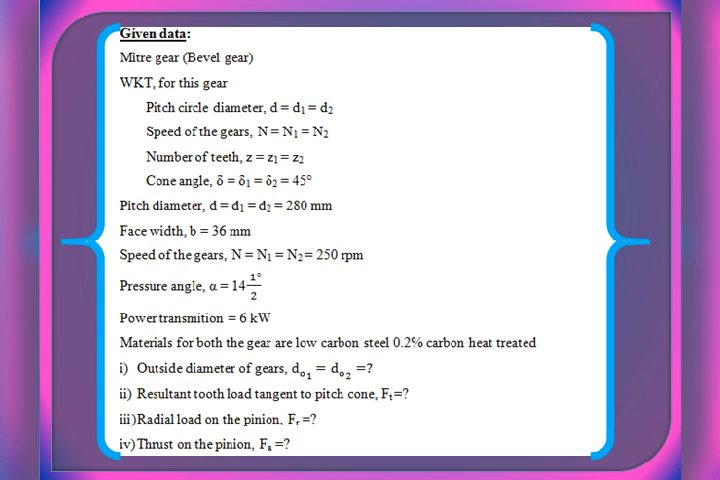 Given data:
Mitre gear (Bevel gear)
WKT, for this gear
Pitch circle diameter, d = d₁ = d₂
Speed of the gears, N = N₁ = N₂
Number of teeth, z = z₁ = z₂
Cone angle, δ = δ₁ = δ₂ = 45°
Pitch diameter, d = d₁ = d₂ = 280 mm
Face width, b = 36 mm
Speed of the gears, N = N₁ = N₂ = 250 rpm
Pressure angle, α = 14 1/2°
Power transmition = 6 kW
Materials for both the gear are low carbon steel 0.2% carbon heat treated
i) Outside diameter of gears, dₒ₁ = dₒ₂ =?
ii) Resultant tooth load tangent to pitch cone, Fₜ=?
iii)Radial load on the pinion, Fᵣ =?
iv)Thrust on the pinion, Fₐ =?